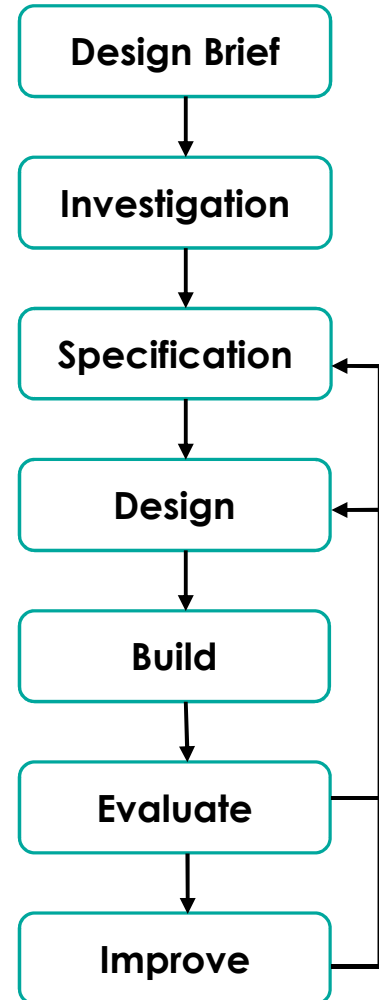 Design Brief
Investigation
Specification
Design
Build
Evaluate
Improve